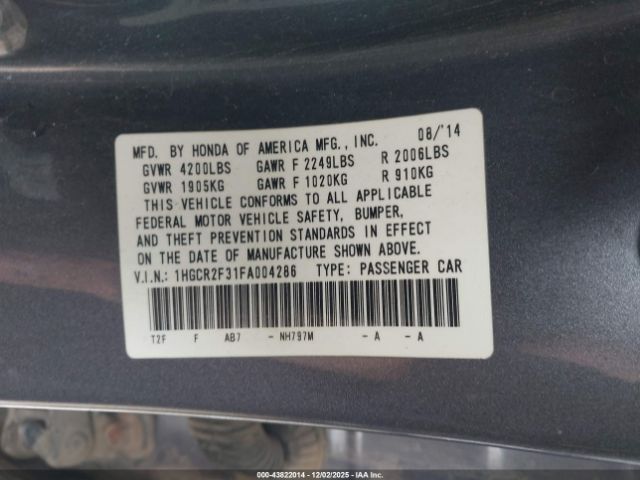 MFD. BY HONDA OF AMERICA MFG., INC. 08/'14
GVWR 4200LBS GAWR F 2249LBS R 2006LBS
GVWR 1905KG GAWR F 1020KG R 910KG
THIS VEHICLE CONFORMS TO ALL APPLICABLE
FEDERAL MOTOR VEHICLE SAFETY, BUMPER,
AND THEFT PREVENTION STANDARDS IN EFFECT
ON THE DATE OF MANUFACTURE SHOWN ABOVE.
V.I.N.: 1HGCR2F31FA004286 TYPE: PASSENGER CAR
T2F F AB7 - NH797M - A - A
000-43822014 - 12/02/2025 - IAA Inc.